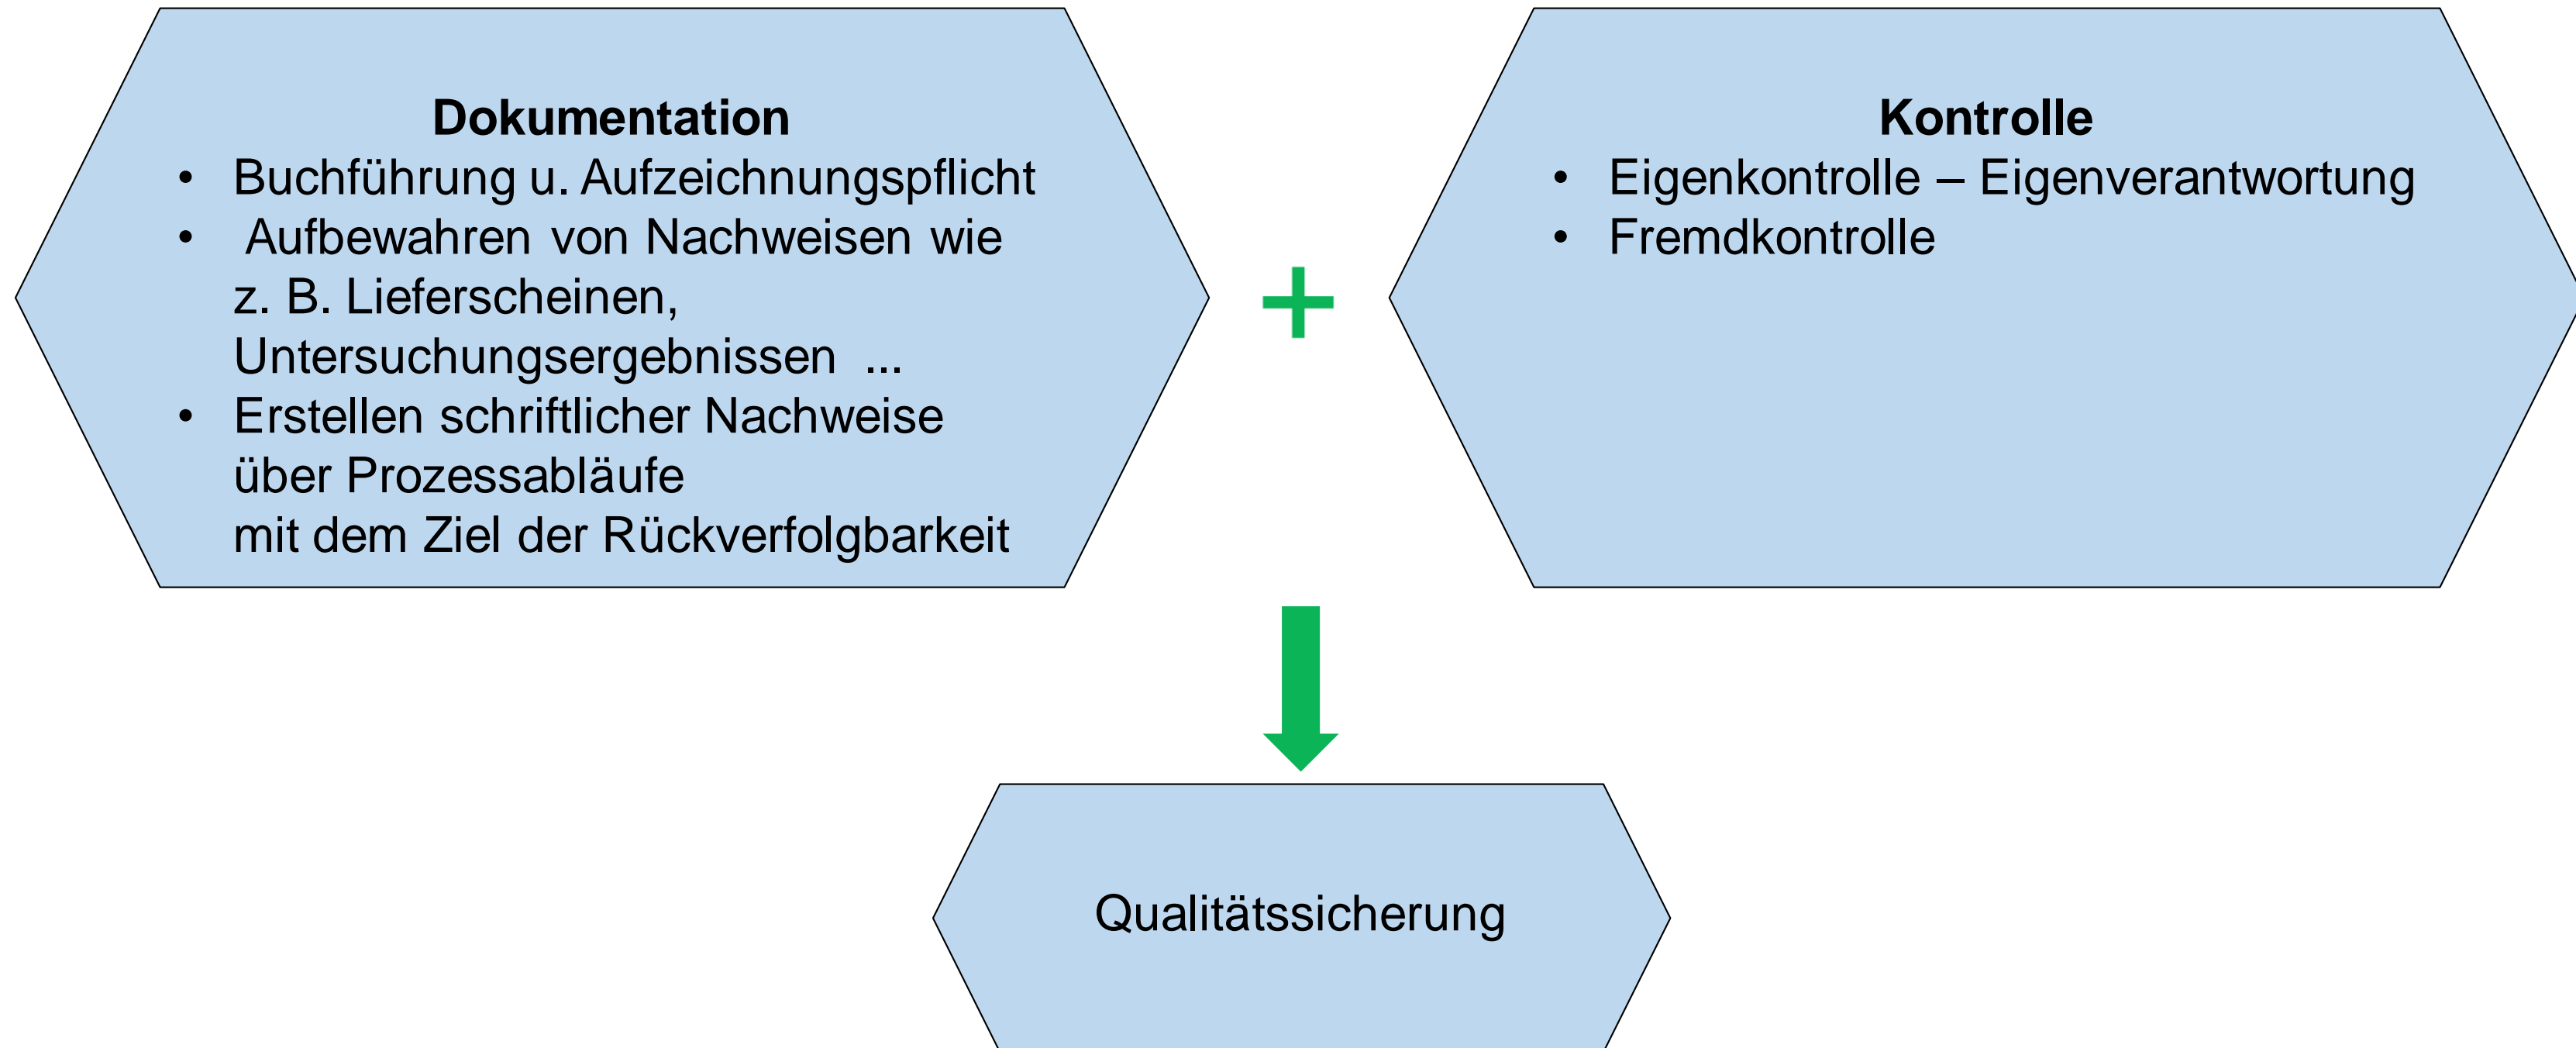 Dokumentation
• Buchführung u. Aufzeichnungspflicht
• Aufbewahren von Nachweisen wie
z. B. Lieferscheinen,
Untersuchungsergebnissen ...
• Erstellen schriftlicher Nachweise
über Prozessabläufe
mit dem Ziel der Rückverfolgbarkeit
+
Kontrolle
• Eigenkontrolle – Eigenverantwortung
• Fremdkontrolle
Qualitätssicherung